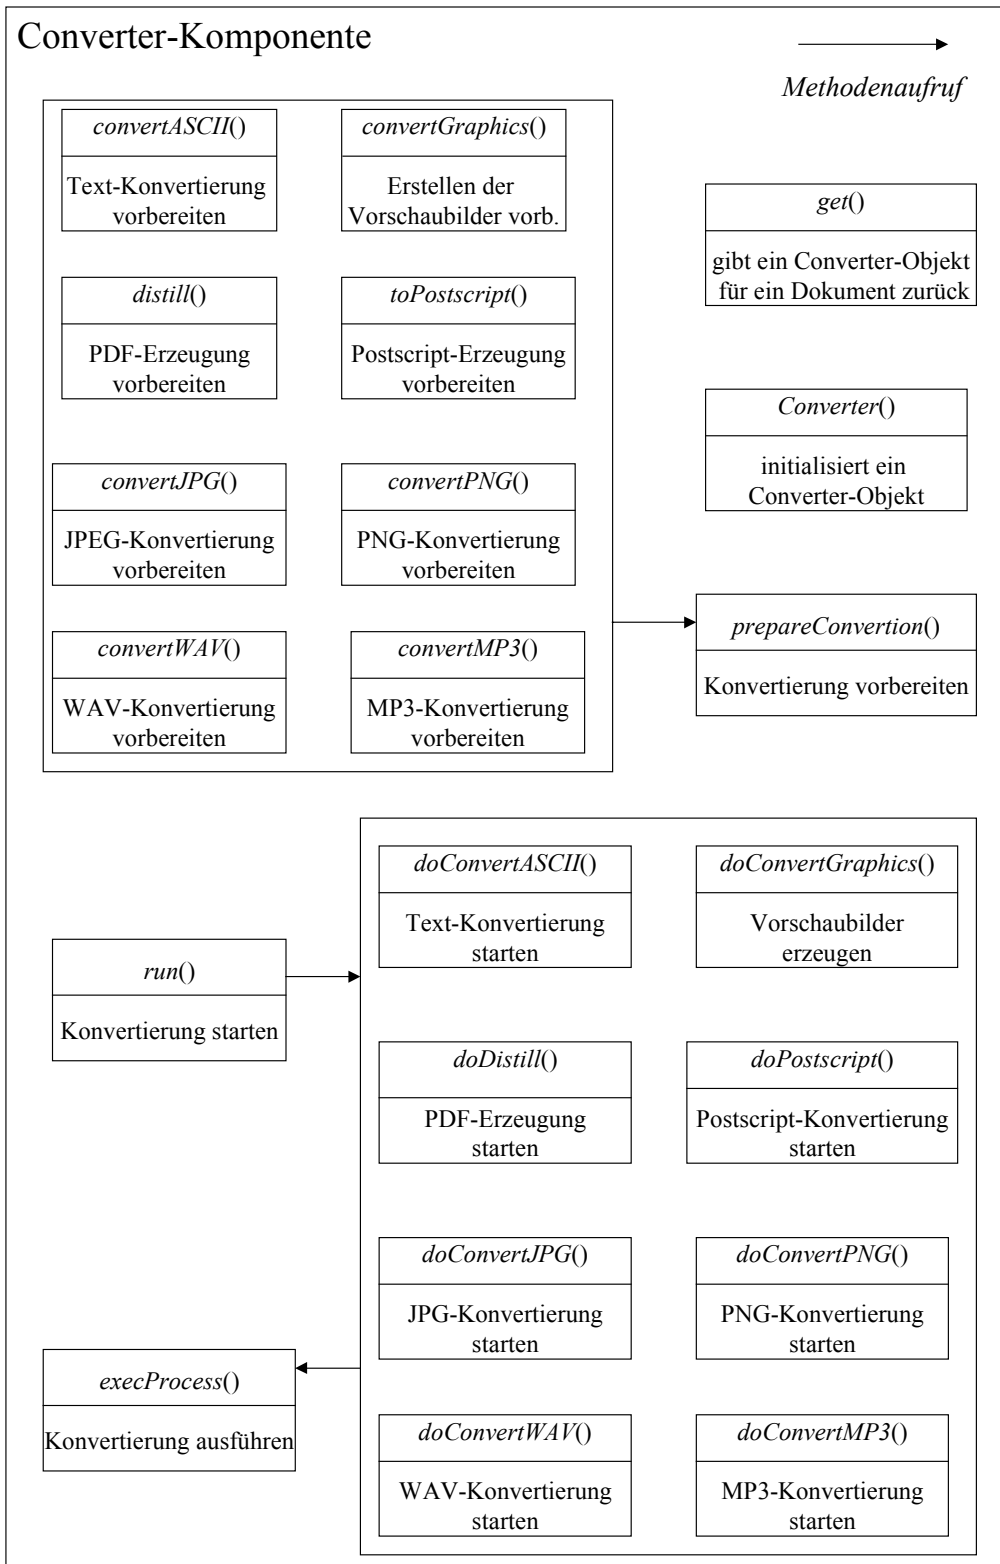 Converter-Komponente
Methodenaufruf
convertASCII()
Text-Konvertierung
vorbereiten
convertGraphics()
Erstellen der
Vorschaubilder vorb.
get()
gibt ein Converter-Objekt
für ein Dokument zurück
distill()
PDF-Erzeugung
vorbereiten
toPostscript()
Postscript-Erzeugung
vorbereiten
Converter()
initialisiert ein
Converter-Objekt
convertJPG()
JPEG-Konvertierung
vorbereiten
convertPNG()
PNG-Konvertierung
vorbereiten
prepareConvertion()
Konvertierung vorbereiten
convertWAV()
WAV-Konvertierung
vorbereiten
convertMP3()
MP3-Konvertierung
vorbereiten
doConvertASCII()
Text-Konvertierung
starten
doConvertGraphics()
Vorschaubilder
erzeugen
run()
Konvertierung starten
doDistill()
PDF-Erzeugung
starten
doPostscript()
Postscript-Konvertierung
starten
doConvertJPG()
JPG-Konvertierung
starten
doConvertPNG()
PNG-Konvertierung
starten
execProcess()
Konvertierung ausführen
doConvertWAV()
WAV-Konvertierung
starten
doConvertMP3()
MP3-Konvertierung
starten